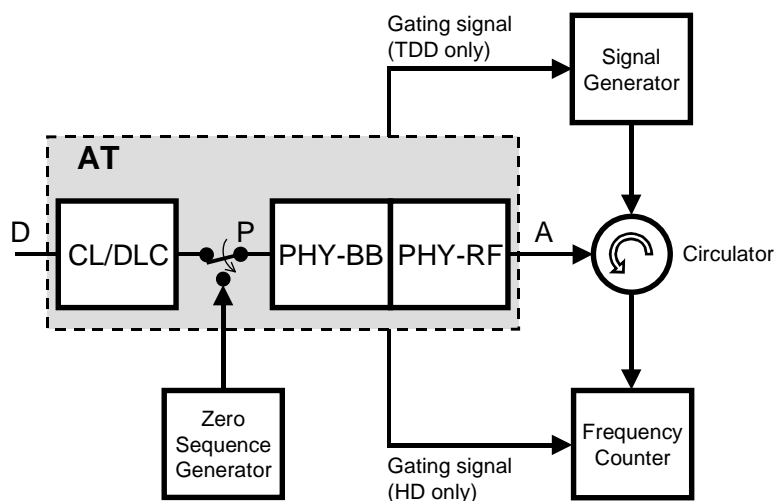 Gating signal
(TDD only)
Signal
Generator
AT
D
CL/DLC
P
PHY-BB
PHY-RF
A
Circulator
Zero
Sequence
Generator
Gating signal
(HD only)
Frequency
Counter